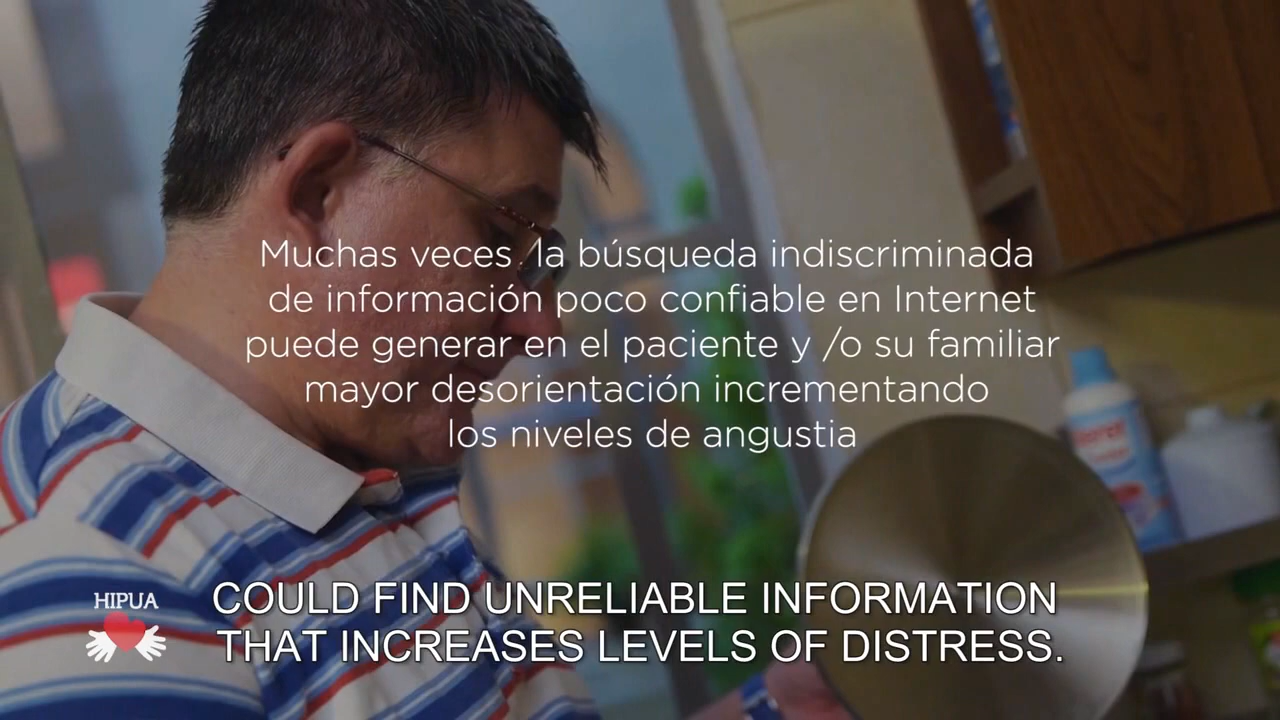 Muchas veces la búsqueda indiscriminada
de información poco confiable en Internet
puede generar en el paciente y /o su familiar
mayor desorientación incrementando
los niveles de angustia
HIPUA
COULD FIND UNRELIABLE INFORMATION
THAT INCREASES LEVELS OF DISTRESS.